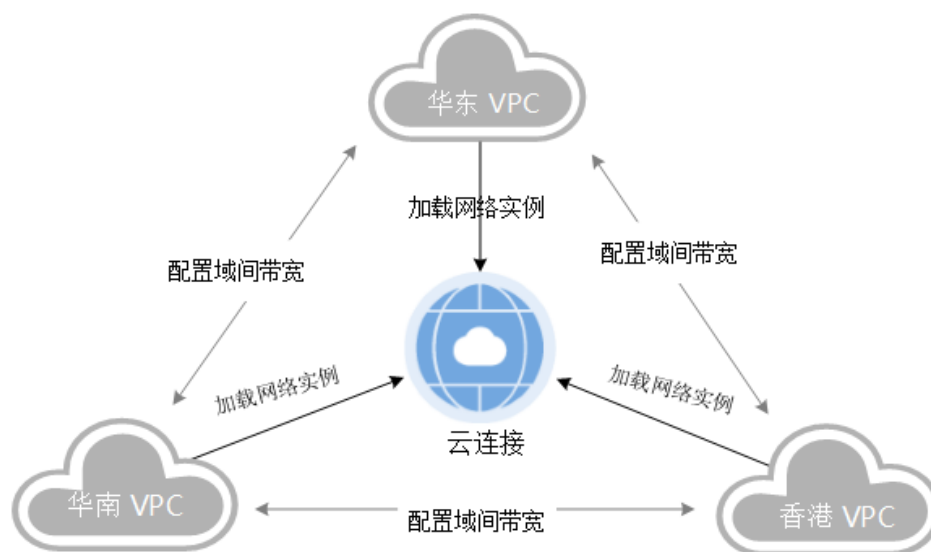 华东 VPC
加载网络实例
配置域间带宽
配置域间带宽
加载网络实例
加载网络实例
云连接
华南 VPC
配置域间带宽
香港 VPC